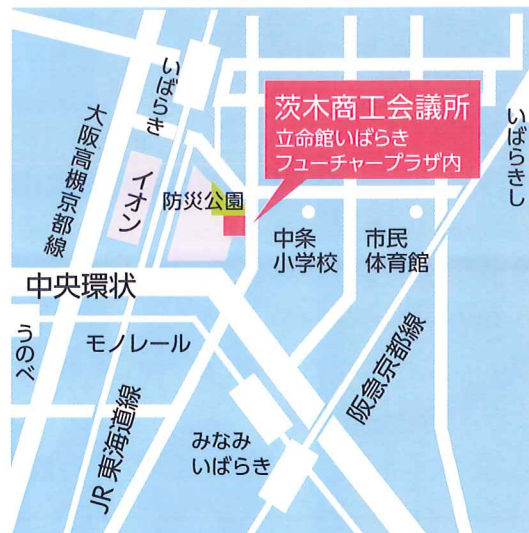 いばらき
茨木商工会議所
立命館いばらき
フューチャープラザ内
いばらきし
大阪高槻京都線
イオン
防災公園
中条
小学校
市民
体育館
中央環状
うのべ
モノレール
JR東海道線
阪急京都線
みなみ
いばらき